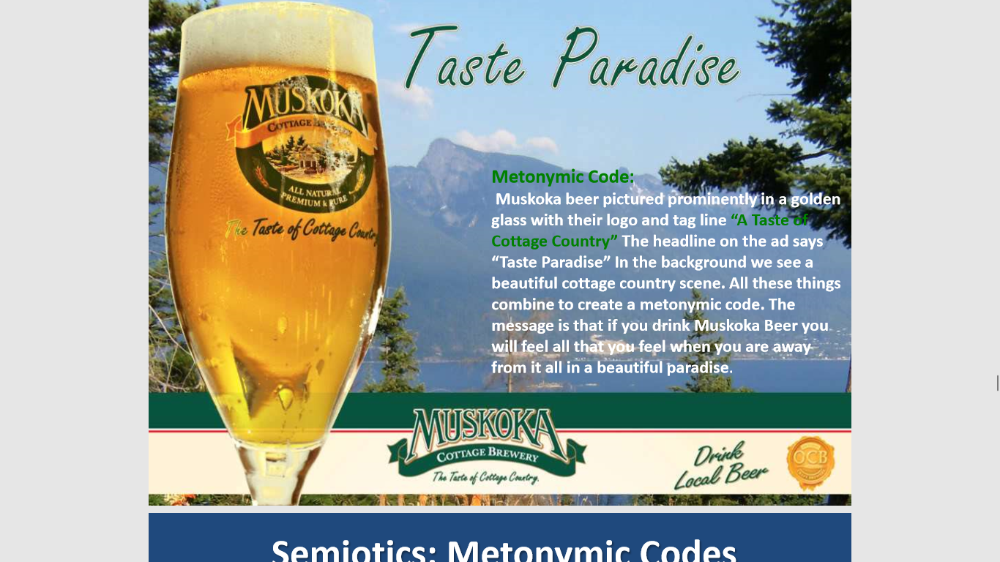 Taste Paradise
MUSKOKA
COTTAGE BREWERY
ALL NATURAL
PREMIUM & PURE
The Taste of Cottage Country
Metonymic Code:
Muskoka beer pictured prominently in a golden
glass with their logo and tag line “A Taste of
Cottage Country” The headline on the ad says
“Taste Paradise” In the background we see a
beautiful cottage country scene. All these things
combine to create a metonymic code. The
message is that if you drink Muskoka Beer you
will feel all that you feel when you are away
from it all in a beautiful paradise.
MUSKOKA
COTTAGE BREWERY
The Taste of Cottage Country.
Drink
Local Beer
OCB
Semiotics: Metonymic Codes